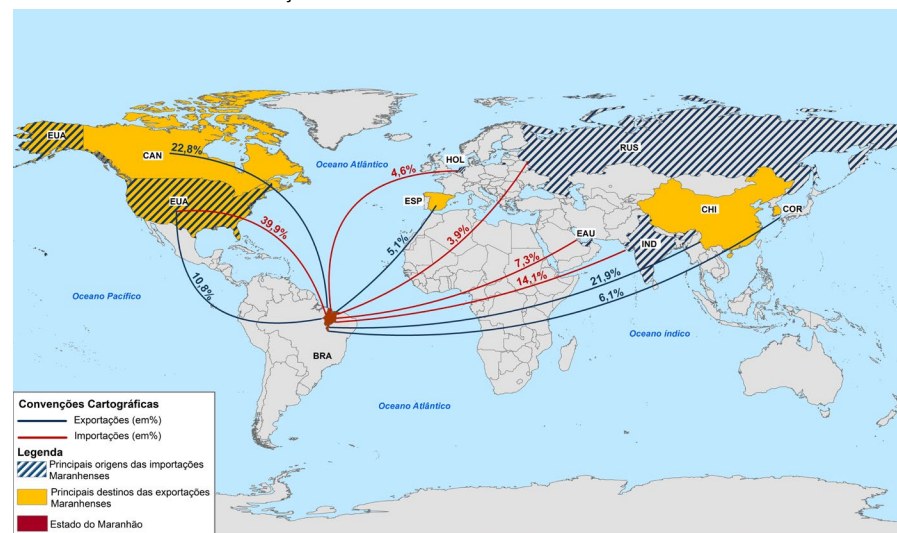 EUA
CAN
22,8%
Oceano Atlântico
HOL
4,6%
RUS
EUA
39,9%
ESP
5,1%
3,9%
CHI
COR
EAU
IND
10,8%
7,3%
14,1%
21,9%
6,1%
Oceano Pacífico
Oceano índico
BRA
Oceano Atlântico
Convenções Cartográficas
Exportações (em%)
Importações (em%)
Legenda
Principais origens das importações
Maranhenses
Principais destinos das exportações
Maranhenses
Estado do Maranhão